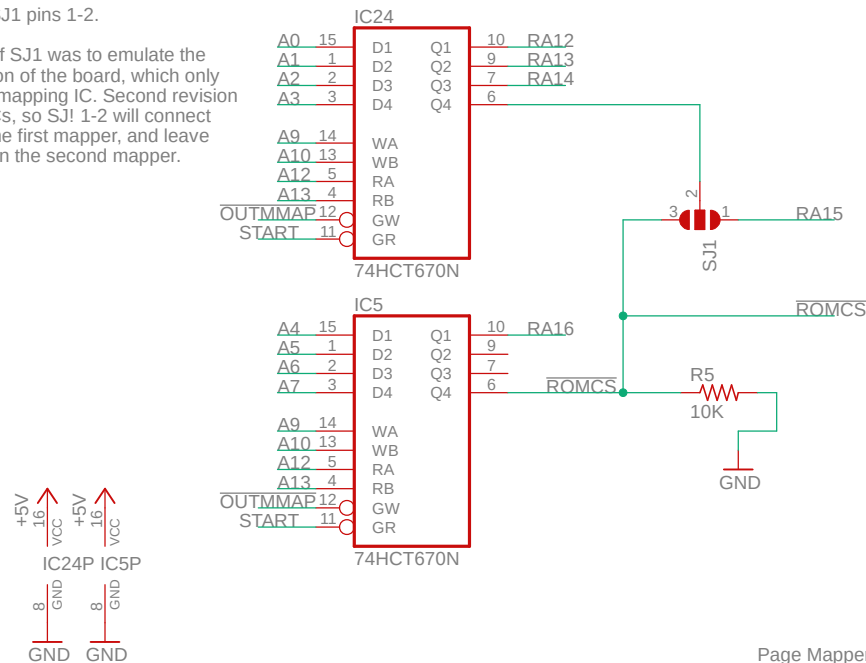 SJ1 pins 1-2.
of SJ1 was to emulate the
on of the board, which only
mapping IC. Second revision
s, so SJ! 1-2 will connect
e first mapper, and leave
n the second mapper.
IC24
A0 15 D1 Q1 10 RA12
A1 1 D2 Q2 9 RA13
A2 2 D3 Q3 7 RA14
A3 3 D4 Q4 6
A9 14 WA
A10 13 WB
A12 5 RA
A13 4 RB
OUTMMAP 12 GW
START 11 GR
74HCT670N
2
3 1 RA15
SJ1
ROMCS
IC5
A4 15 D1 Q1 10 RA16
A5 1 D2 Q2 9
A6 2 D3 Q3 7
A7 3 D4 Q4 6 ROMCS
A9 14 WA
A10 13 WB
A12 5 RA
A13 4 RB
OUTMMAP 12 GW
START 11 GR
74HCT670N
R5
10K
GND
+5V +5V
16 VCC 16 VCC
IC24P IC5P
8 GND 8 GND
GND GND
Page Mapper